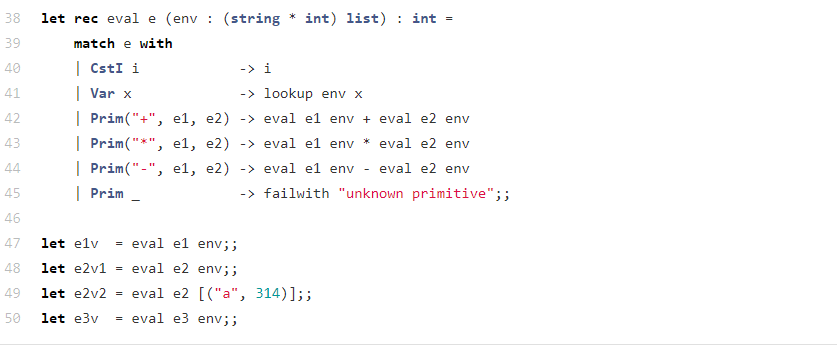 38 let rec eval e (env : (string * int) list) : int =
39     match e with
40     | CstI i            -> i
41     | Var x             -> lookup env x
42     | Prim("+", e1, e2) -> eval e1 env + eval e2 env
43     | Prim("*", e1, e2) -> eval e1 env * eval e2 env
44     | Prim("-", e1, e2) -> eval e1 env - eval e2 env
45     | Prim _            -> failwith "unknown primitive";;
46
47 let e1v  = eval e1 env;;
48 let e2v1 = eval e2 env;;
49 let e2v2 = eval e2 [("a", 314)];;
50 let e3v  = eval e3 env;;